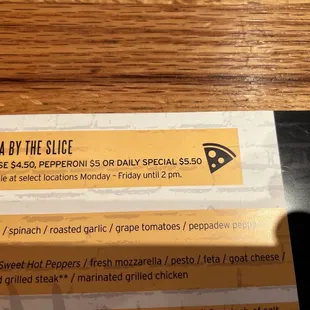 A BY THE SLICE
SE $4.50, PEPPERONI $5 OR DAILY SPECIAL $5.50
le at select locations Monday - Friday until 2 pm.
/ spinach / roasted garlic / grape tomatoes / peppadew pepp
Sweet Hot Peppers / fresh mozzarella / pesto / feta / goat cheese /
d grilled steak** / marinated grilled chicken